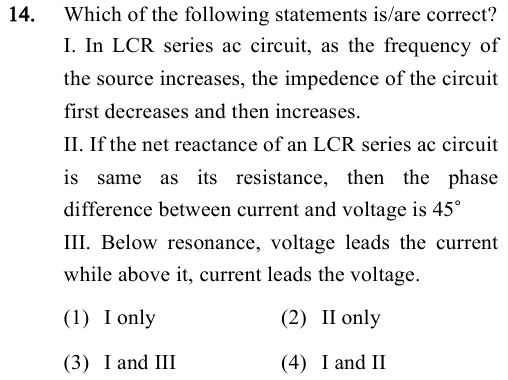 14. Which of the following statements is/are correct?
I. In LCR series ac circuit, as the frequency of
the source increases, the impedence of the circuit
first decreases and then increases.
II. If the net reactance of an LCR series ac circuit
is same as its resistance, then the phase
difference between current and voltage is 45°
III. Below resonance, voltage leads the current
while above it, current leads the voltage.
(1) I only (2) II only
(3) I and III (4) I and II